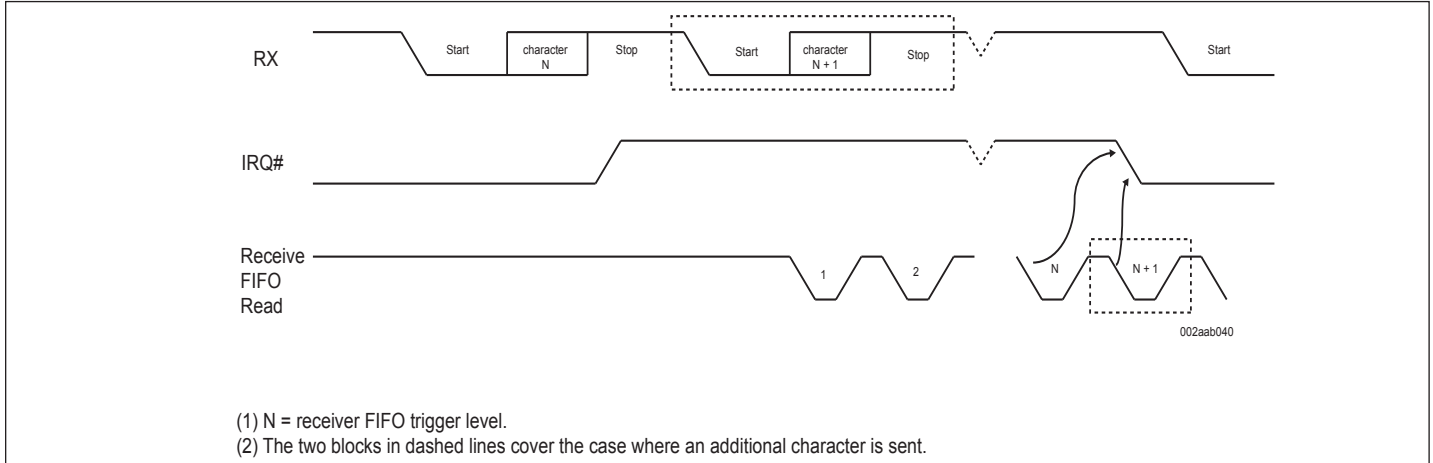 RX
Start
character
N
Stop
Start
character
N + 1
Stop
Start
IRQ#
Receive
FIFO
Read
1
2
N
N + 1
002aab040
(1) N = receiver FIFO trigger level.
(2) The two blocks in dashed lines cover the case where an additional character is sent.